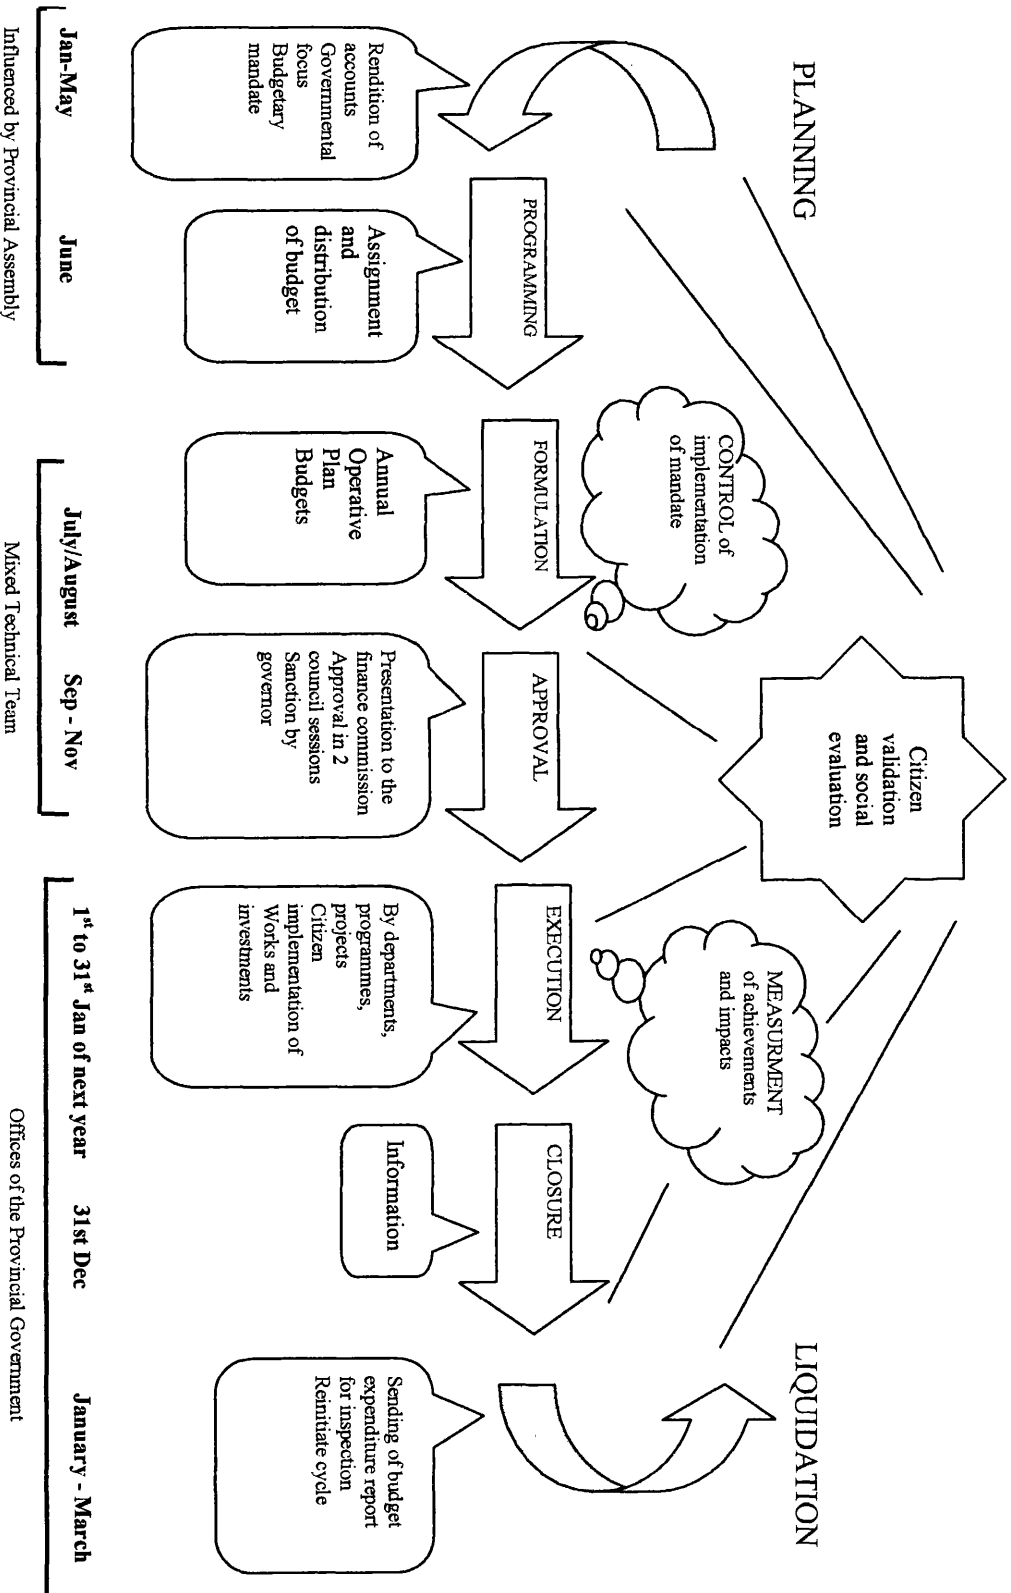 PLANNING
LIQUIDATION
Citizen
validation
and social
evaluation
CONTROL of
implementation
of mandate
MEASURMENT
of achievements
and impacts
PROGRAMMING
FORMULATION
APPROVAL
EXECUTION
CLOSURE
Rendition of
accounts
Governmental
focus
Budgetary
mandate
Assignment
and
distribution
of budget
Annual
Operative
Plan
Budgets
Presentation to the
finance commission
Approval in 2
council sessions
Sanction by
governor
By departments,
programmes,
projects
Citizen
implementation of
Works and
investments
Information
Sending of budget
expenditure report
for inspection
Reinitiate cycle
Jan-May June July/August Sep - Nov 1st to 31st Jan of next year 31st Dec January - March
Influenced by Provincial Assembly Mixed Technical Team Offices of the Provincial Government